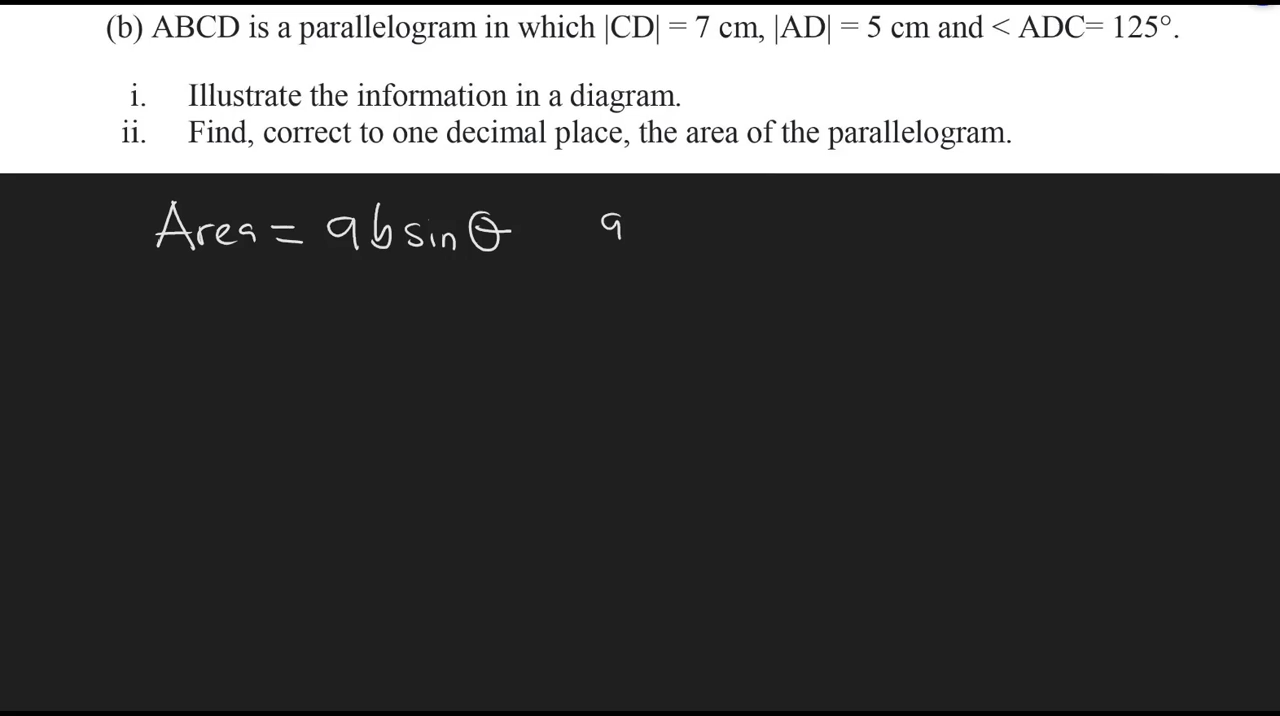 (b) ABCD is a parallelogram in which |CD| = 7 cm, |AD| = 5 cm and < ADC= 125°.
i. Illustrate the information in a diagram.
ii. Find, correct to one decimal place, the area of the parallelogram.
Area = ab sin θ a